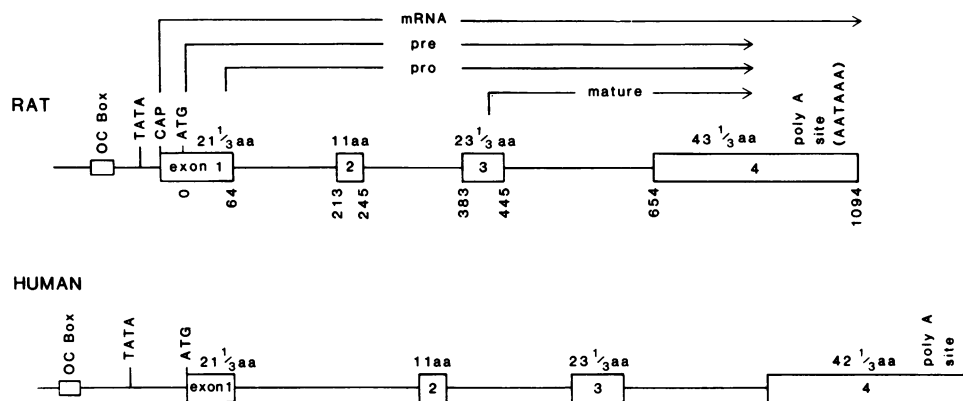 mRNA
pre
pro
mature
RAT
OC Box
TATA
CAP
ATG
21 1/3 aa
11aa
23 1/3 aa
43 1/3 aa
poly A
site
(AATAAA)
exon 1
2
3
4
0
64
213
245
383
445
654
1094
HUMAN
OC Box
TATA
ATG
21 1/3 aa
11aa
23 1/3 aa
42 1/3 aa
poly A
site
exon1
2
3
4